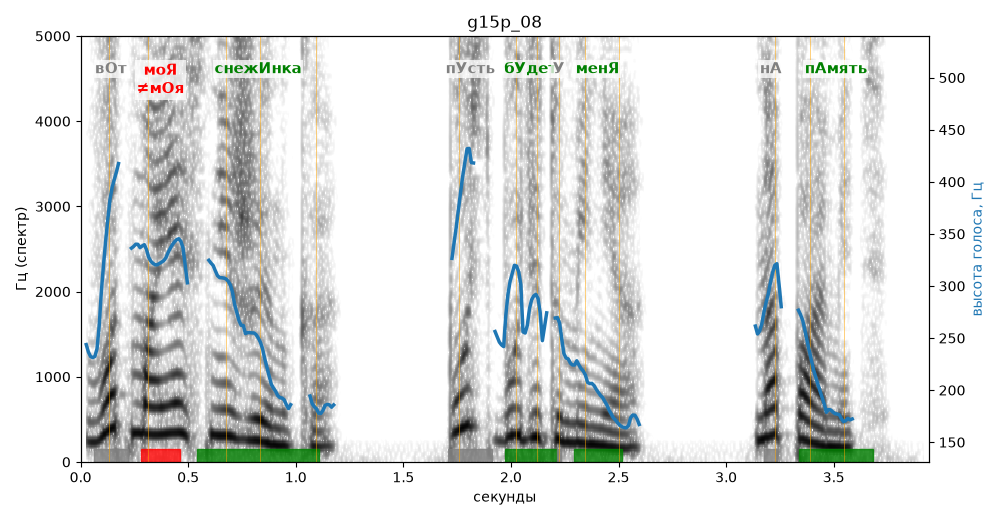 g15p_08
5000
4000
3000
2000
1000
0
Гц (спектр)
вОт
моЯ
≠мОя
снежИнка
пУсть
бУдет
У
менЯ
нА
пАмять
500
450
400
350
300
250
200
150
высота голоса, Гц
0.0 0.5 1.0 1.5 2.0 2.5 3.0 3.5
секунды